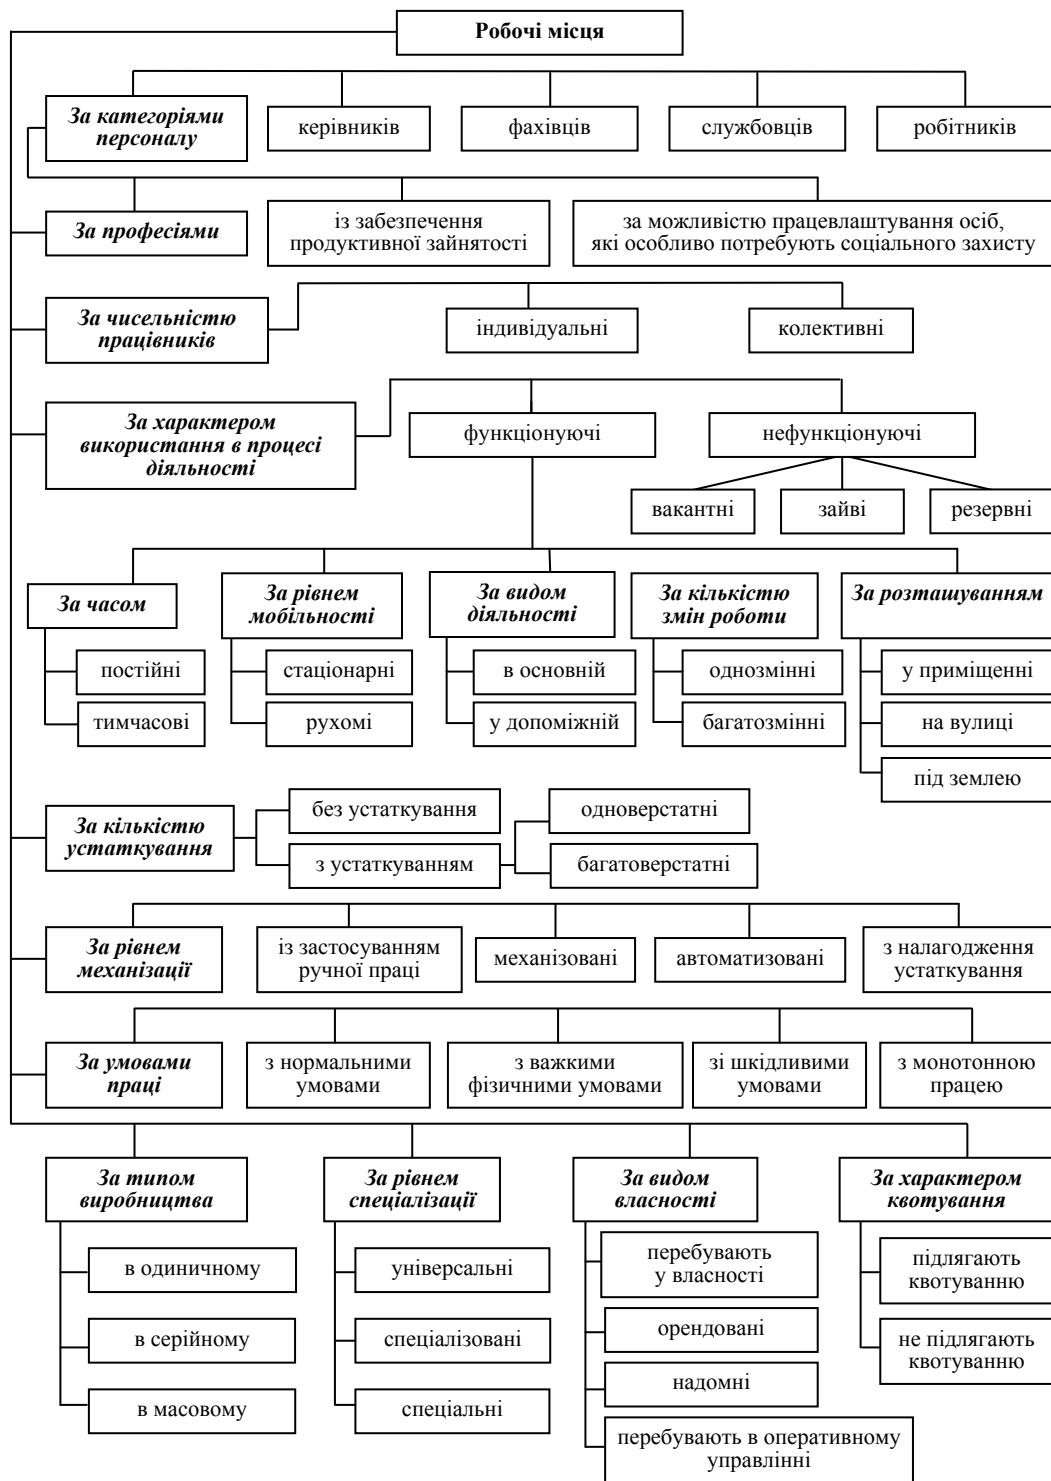 Робочі місця
За категоріями
персоналу
керівників
фахівців
службовців
робітників
За професіями
із забезпечення
продуктивної зайнятості
за можливістю працевлаштування осіб,
які особливо потребують соціального захисту
За чисельністю
працівників
індивідуальні
колективні
За характером
використання в процесі
діяльності
функціонуючі
нефункціонуючі
вакантні
зайві
резервні
За часом
постійні
тимчасові
За рівнем
мобільності
стаціонарні
рухомі
За видом
діяльності
в основній
у допоміжній
За кількістю
змін роботи
однозмінні
багатозмінні
За розташуванням
у приміщенні
на вулиці
під землею
За кількістю
устаткування
без устаткування
з устаткуванням
одноверстатні
багатоверстатні
За рівнем
механізації
із застосуванням
ручної праці
механізовані
автоматизовані
з налагодження
устаткування
За умовами
праці
з нормальними
умовами
з важкими
фізичними умовами
зі шкідливими
умовами
з монотонною
працею
За типом
виробництва
в одиничному
в серійному
в масовому
За рівнем
спеціалізації
універсальні
спеціалізовані
спеціальні
За видом
власності
перебувають
у власності
орендовані
надомні
перебувають в оперативному
управлінні
За характером
квотування
підлягають
квотуванню
не підлягають
квотуванню